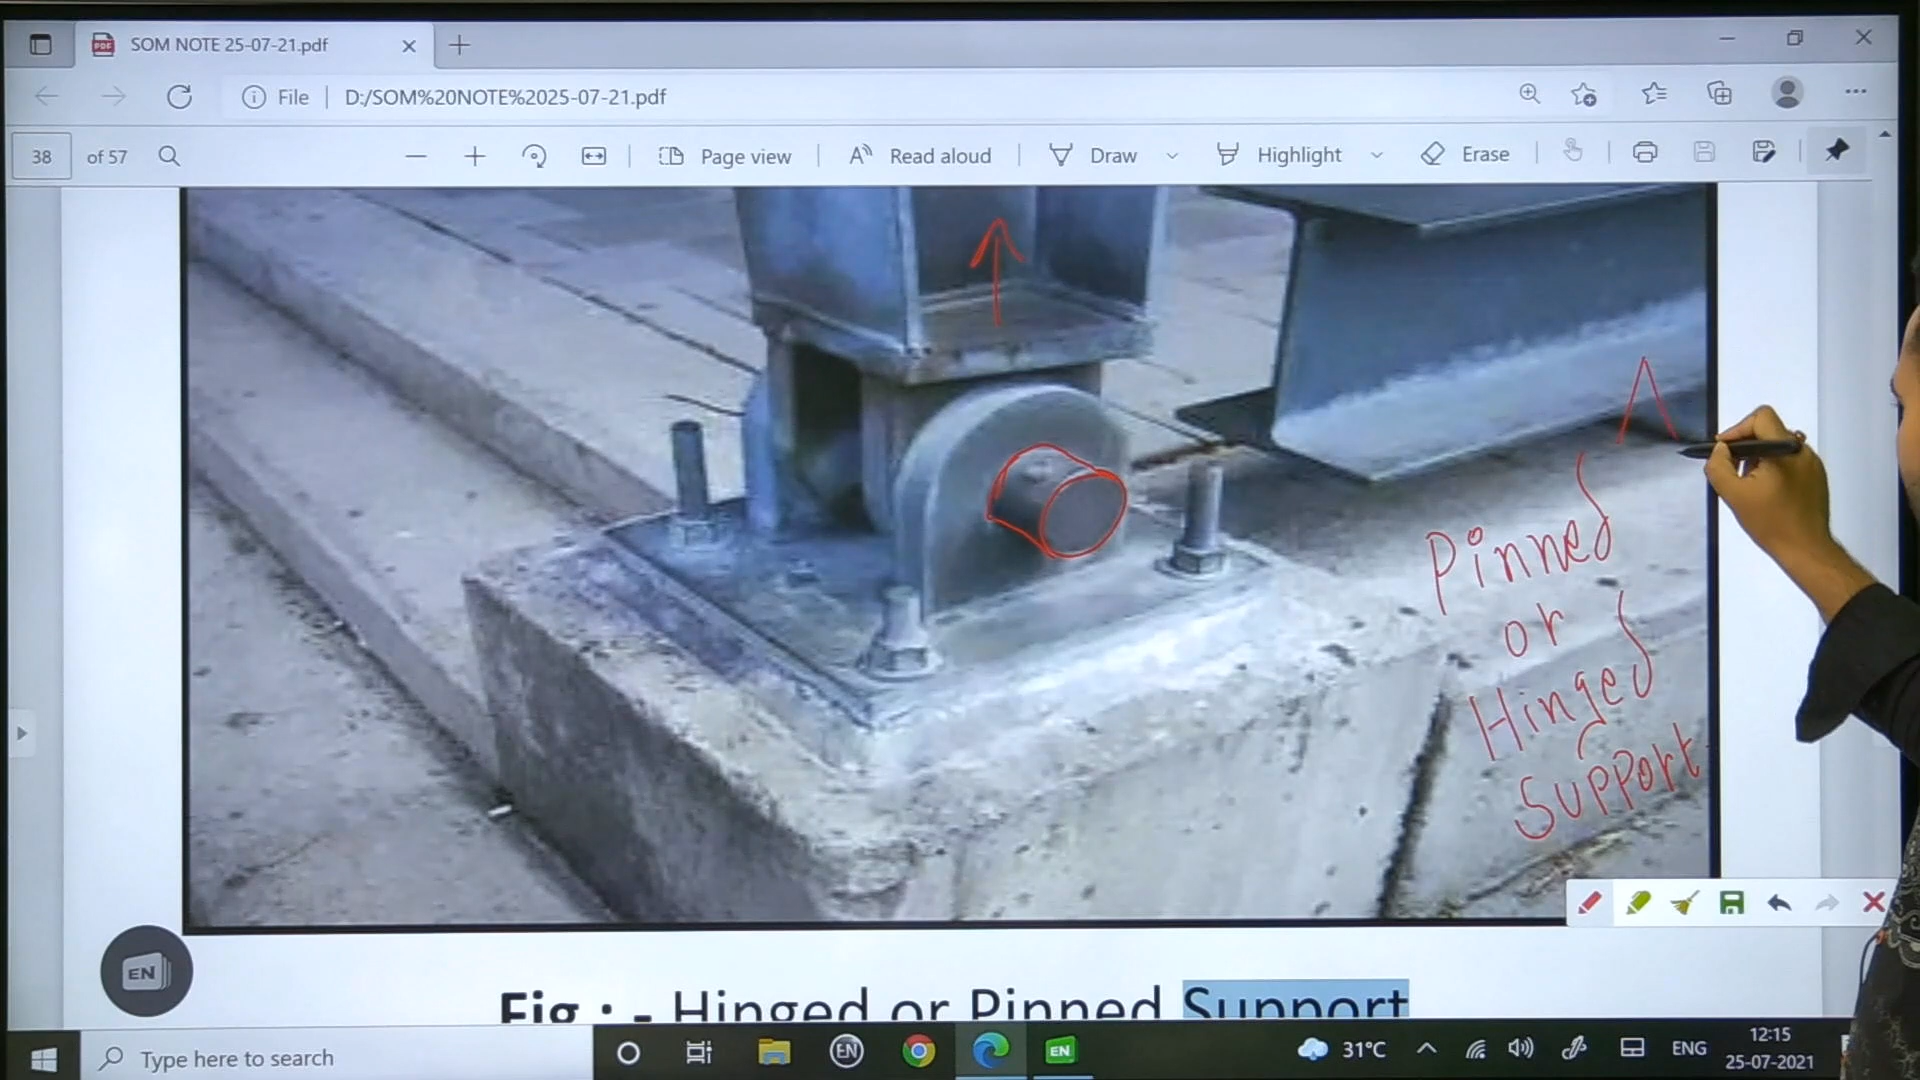 SOM NOTE 25-07-21.pdf
File D:/SOM%20NOTE%2025-07-21.pdf
38 of 57 Page view Read aloud Draw Highlight Erase
Pinned
or
Hinged
Support
EN
Fig : - Hinged or Pinned Support
Type here to search EN EN 31°C ENG 12:15
25-07-2021